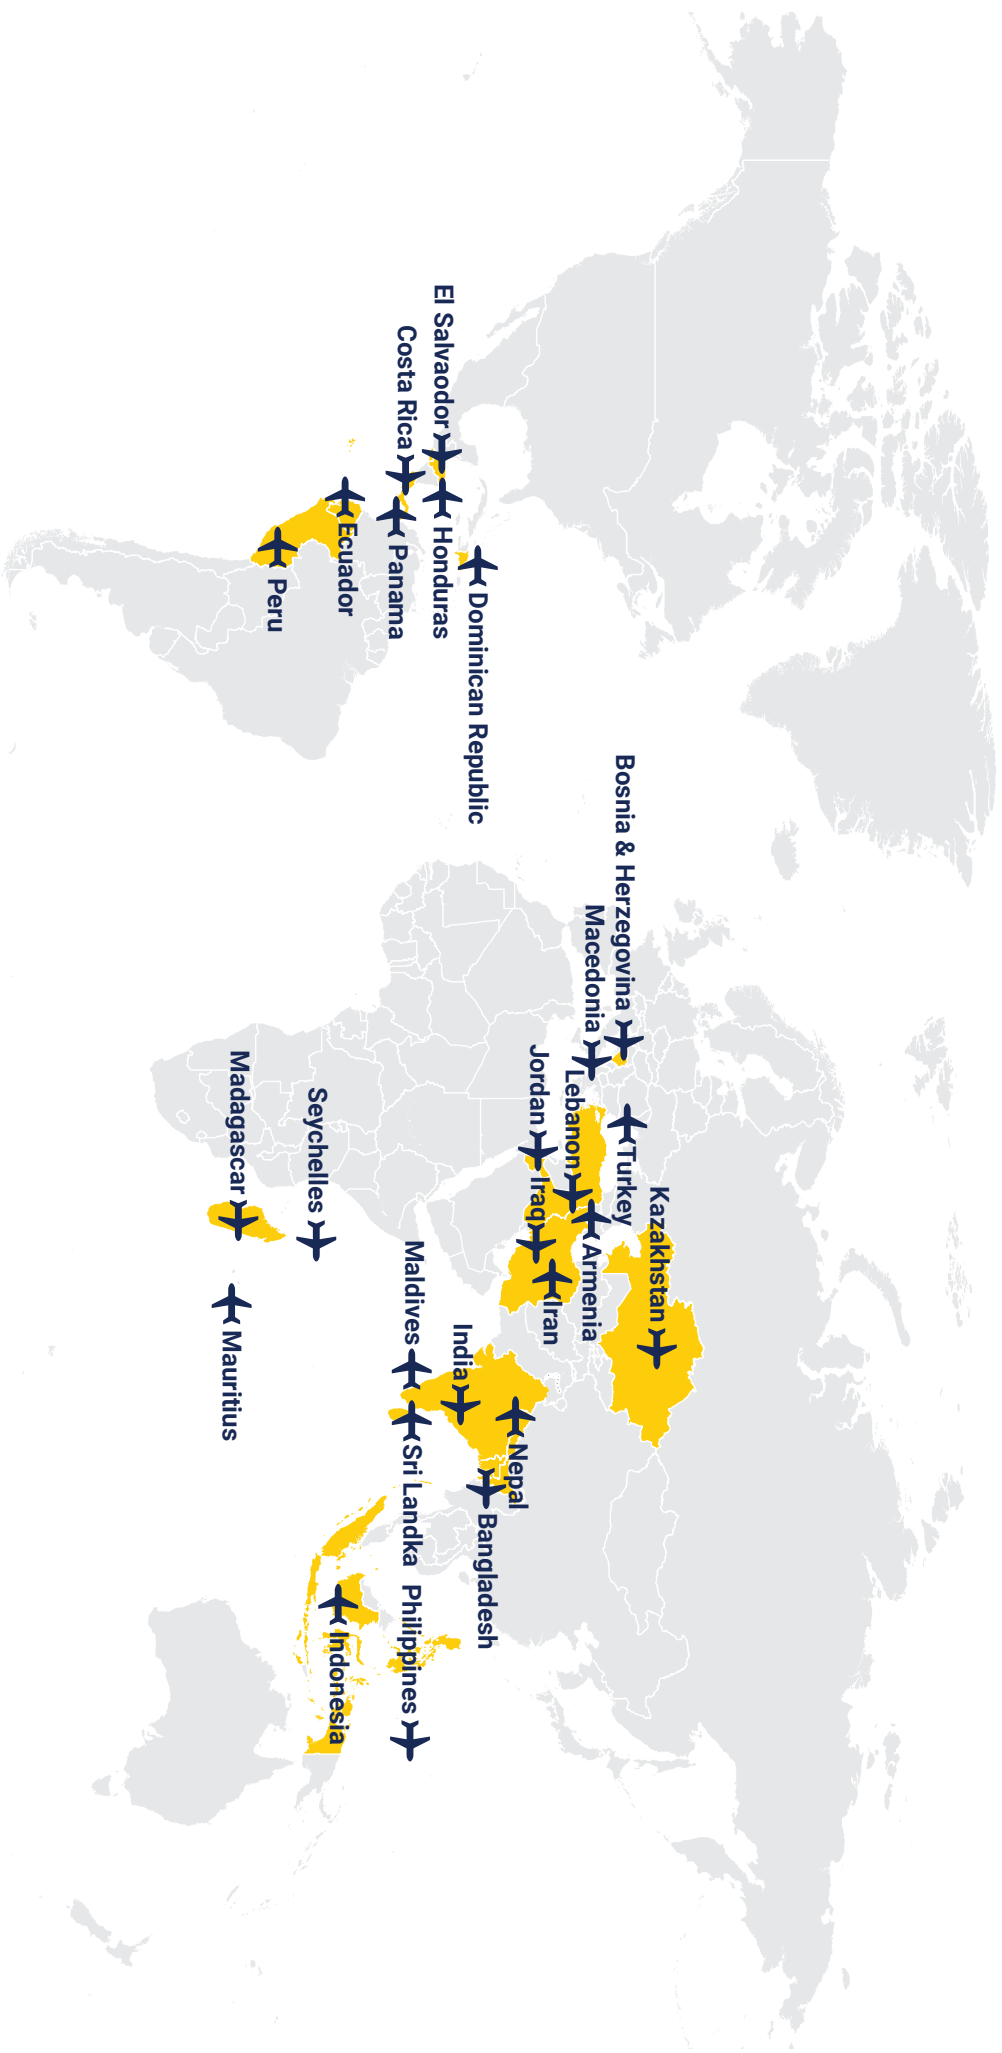 Bosnia & Herzegovina
Kazakhstan
Turkey
Macedonia
Armenia
Lebanon
Iran
Jordan
Iraq
Nepal
Bangladesh
Dominican Republic
India
El Salvaodor
Honduras
Costa Rica
Panama
Maldives
Sri Landka
Philippines
Ecuador
Indonesia
Seychelles
Peru
Madagascar
Mauritius